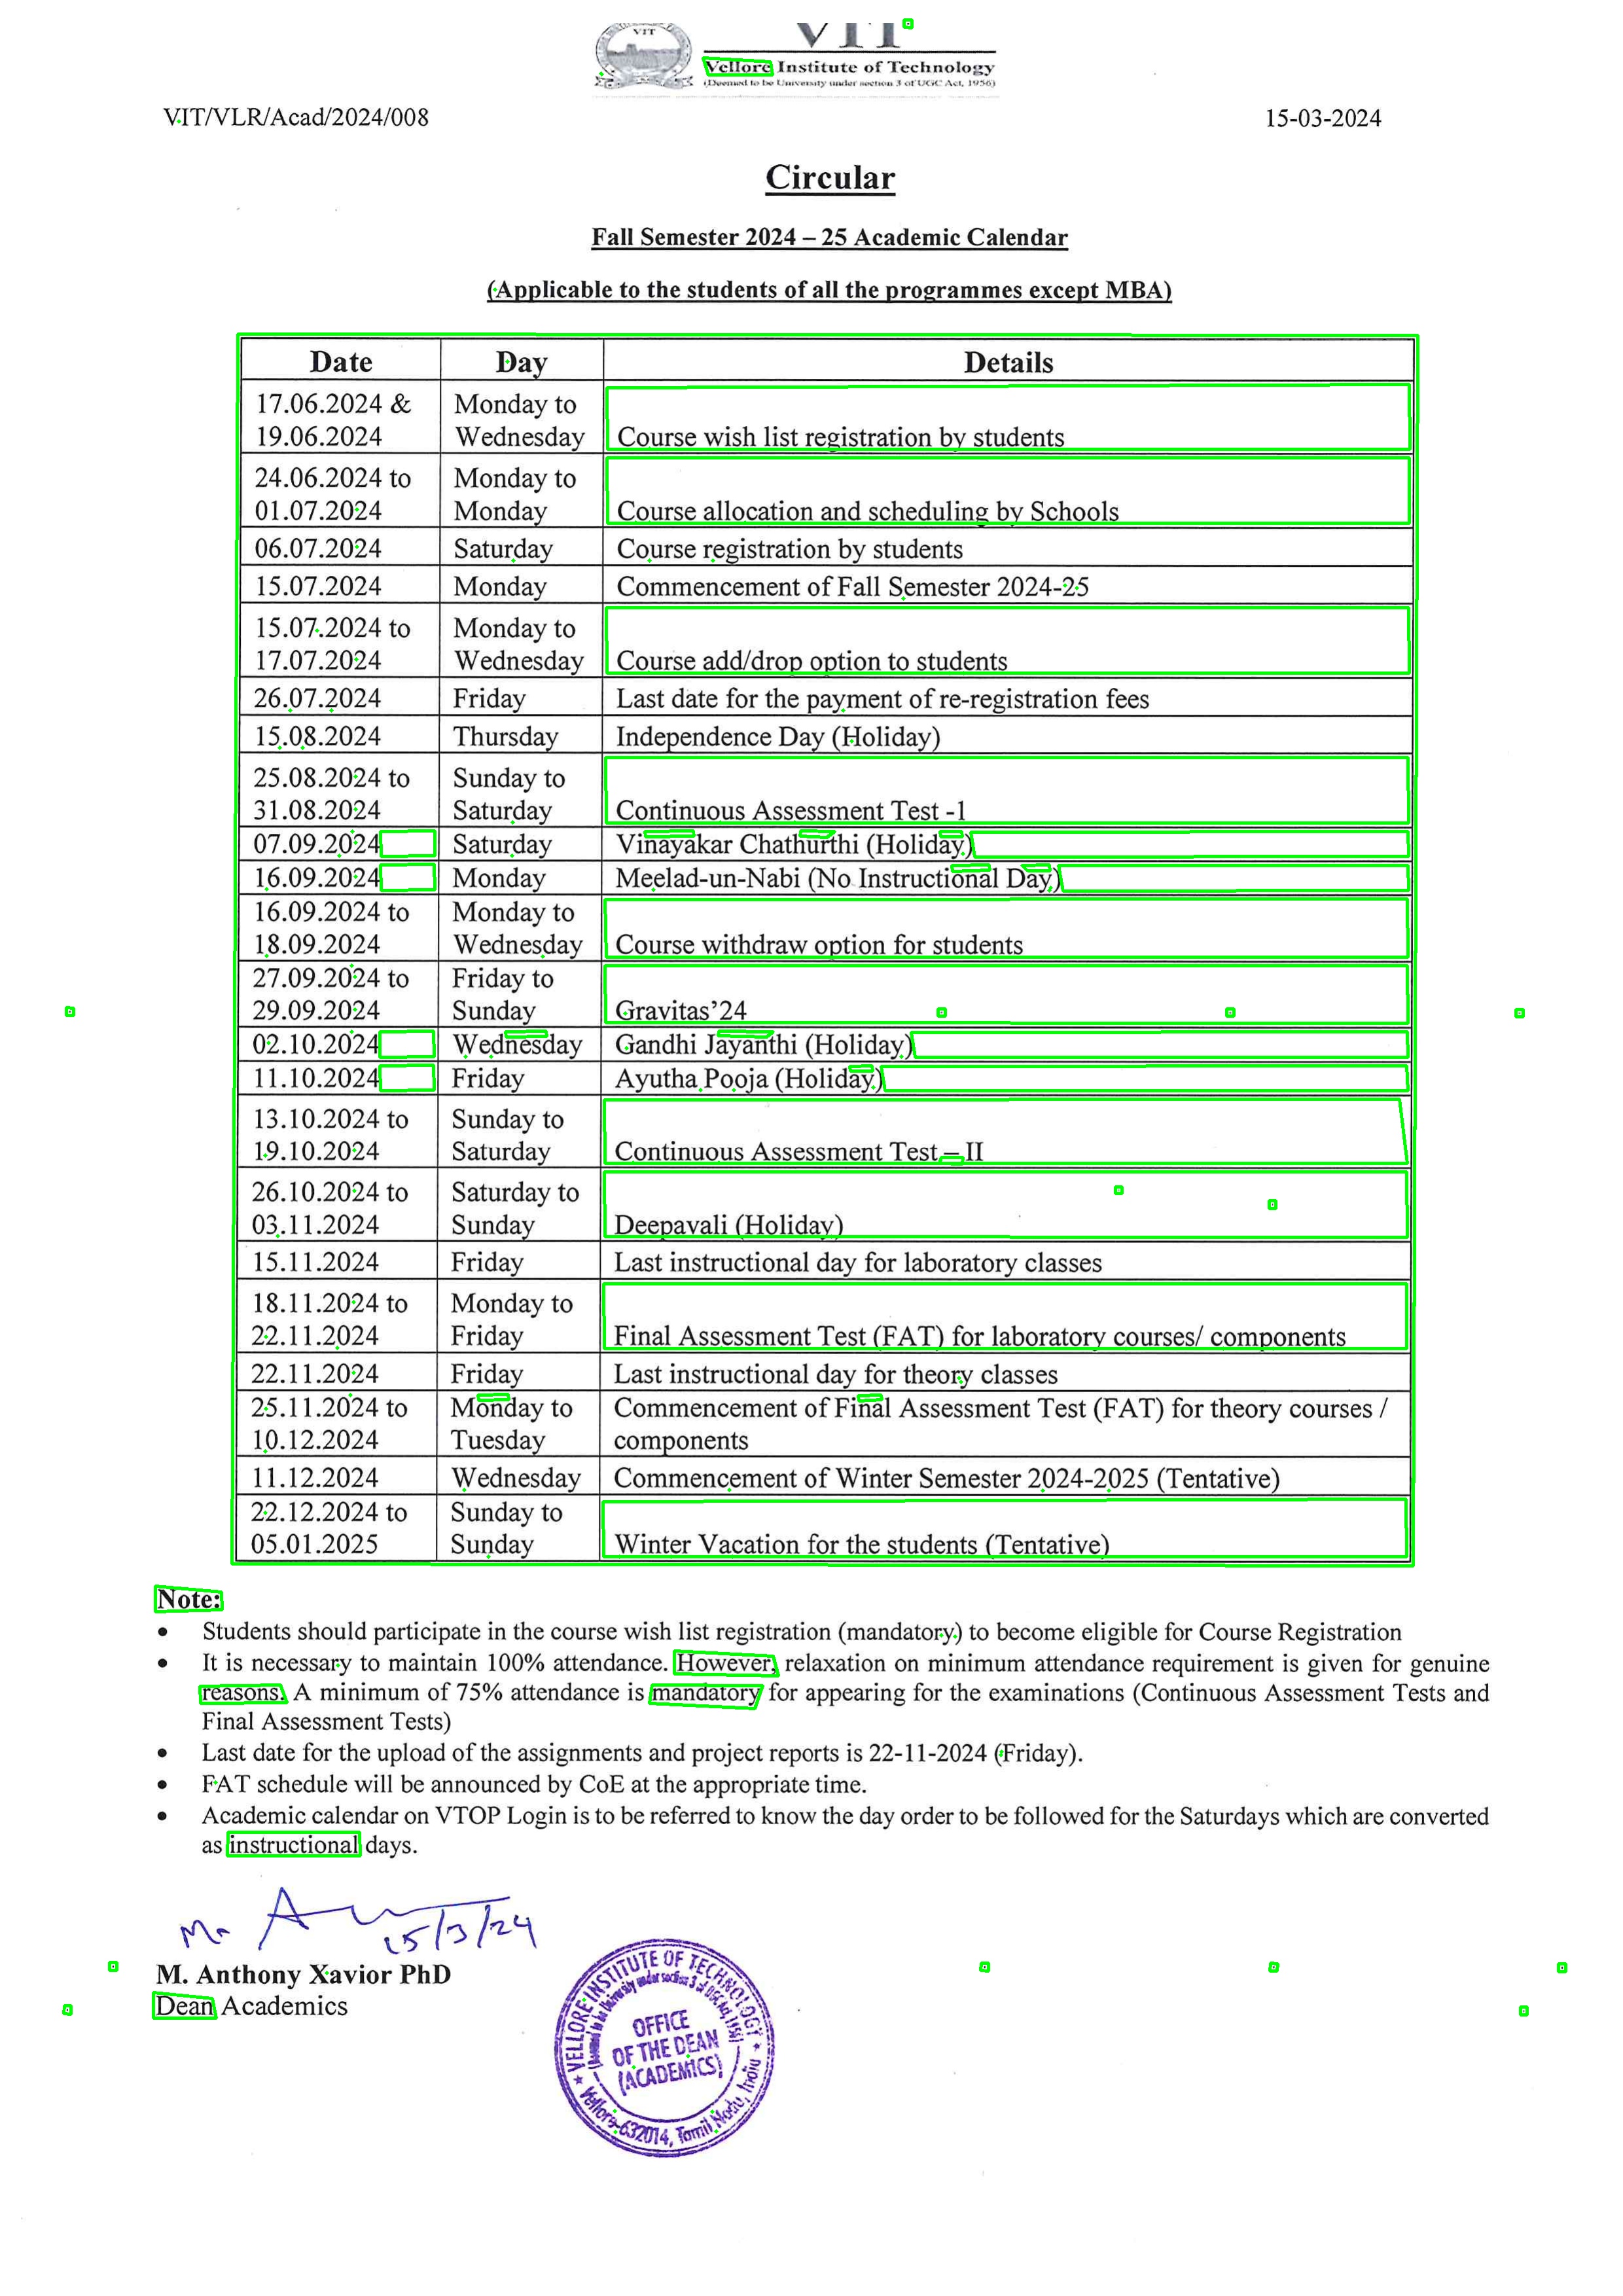 VIT
VIT
Vellore Institute of Technology
(Deemed to be University under section 3 of UGC Act, 1956)
VIT/VLR/Acad/2024/008 15-03-2024
Circular
Fall Semester 2024 – 25 Academic Calendar
(Applicable to the students of all the programmes except MBA)
Date Day Details
17.06.2024 & Monday to
19.06.2024 Wednesday Course wish list registration by students
24.06.2024 to Monday to
01.07.2024 Monday Course allocation and scheduling by Schools
06.07.2024 Saturday Course registration by students
15.07.2024 Monday Commencement of Fall Semester 2024-25
15.07.2024 to Monday to
17.07.2024 Wednesday Course add/drop option to students
26.07.2024 Friday Last date for the payment of re-registration fees
15.08.2024 Thursday Independence Day (Holiday)
25.08.2024 to Sunday to
31.08.2024 Saturday Continuous Assessment Test -1
07.09.2024 Saturday Vinayakar Chathurthi (Holiday)
16.09.2024 Monday Meelad-un-Nabi (No Instructional Day)
16.09.2024 to Monday to
18.09.2024 Wednesday Course withdraw option for students
27.09.2024 to Friday to
29.09.2024 Sunday Gravitas’24
02.10.2024 Wednesday Gandhi Jayanthi (Holiday)
11.10.2024 Friday Ayutha Pooja (Holiday)
13.10.2024 to Sunday to
19.10.2024 Saturday Continuous Assessment Test – II
26.10.2024 to Saturday to
03.11.2024 Sunday Deepavali (Holiday)
15.11.2024 Friday Last instructional day for laboratory classes
18.11.2024 to Monday to
22.11.2024 Friday Final Assessment Test (FAT) for laboratory courses/ components
22.11.2024 Friday Last instructional day for theory classes
25.11.2024 to Monday to Commencement of Final Assessment Test (FAT) for theory courses /
10.12.2024 Tuesday components
11.12.2024 Wednesday Commencement of Winter Semester 2024-2025 (Tentative)
22.12.2024 to Sunday to
05.01.2025 Sunday Winter Vacation for the students (Tentative)
Note:
• Students should participate in the course wish list registration (mandatory) to become eligible for Course Registration
• It is necessary to maintain 100% attendance. However, relaxation on minimum attendance requirement is given for genuine
reasons. A minimum of 75% attendance is mandatory for appearing for the examinations (Continuous Assessment Tests and
Final Assessment Tests)
• Last date for the upload of the assignments and project reports is 22-11-2024 (Friday).
• FAT schedule will be announced by CoE at the appropriate time.
• Academic calendar on VTOP Login is to be referred to know the day order to be followed for the Saturdays which are converted
as instructional days.
15/3/24
M. Anthony Xavior PhD
Dean Academics
VELLORE INSTITUTE OF TECHNOLOGY
(Deemed to be University under section 3 of UGC Act, 1956)
OFFICE
OF THE DEAN
(ACADEMICS)
Vellore-632014, Tamil Nadu, India